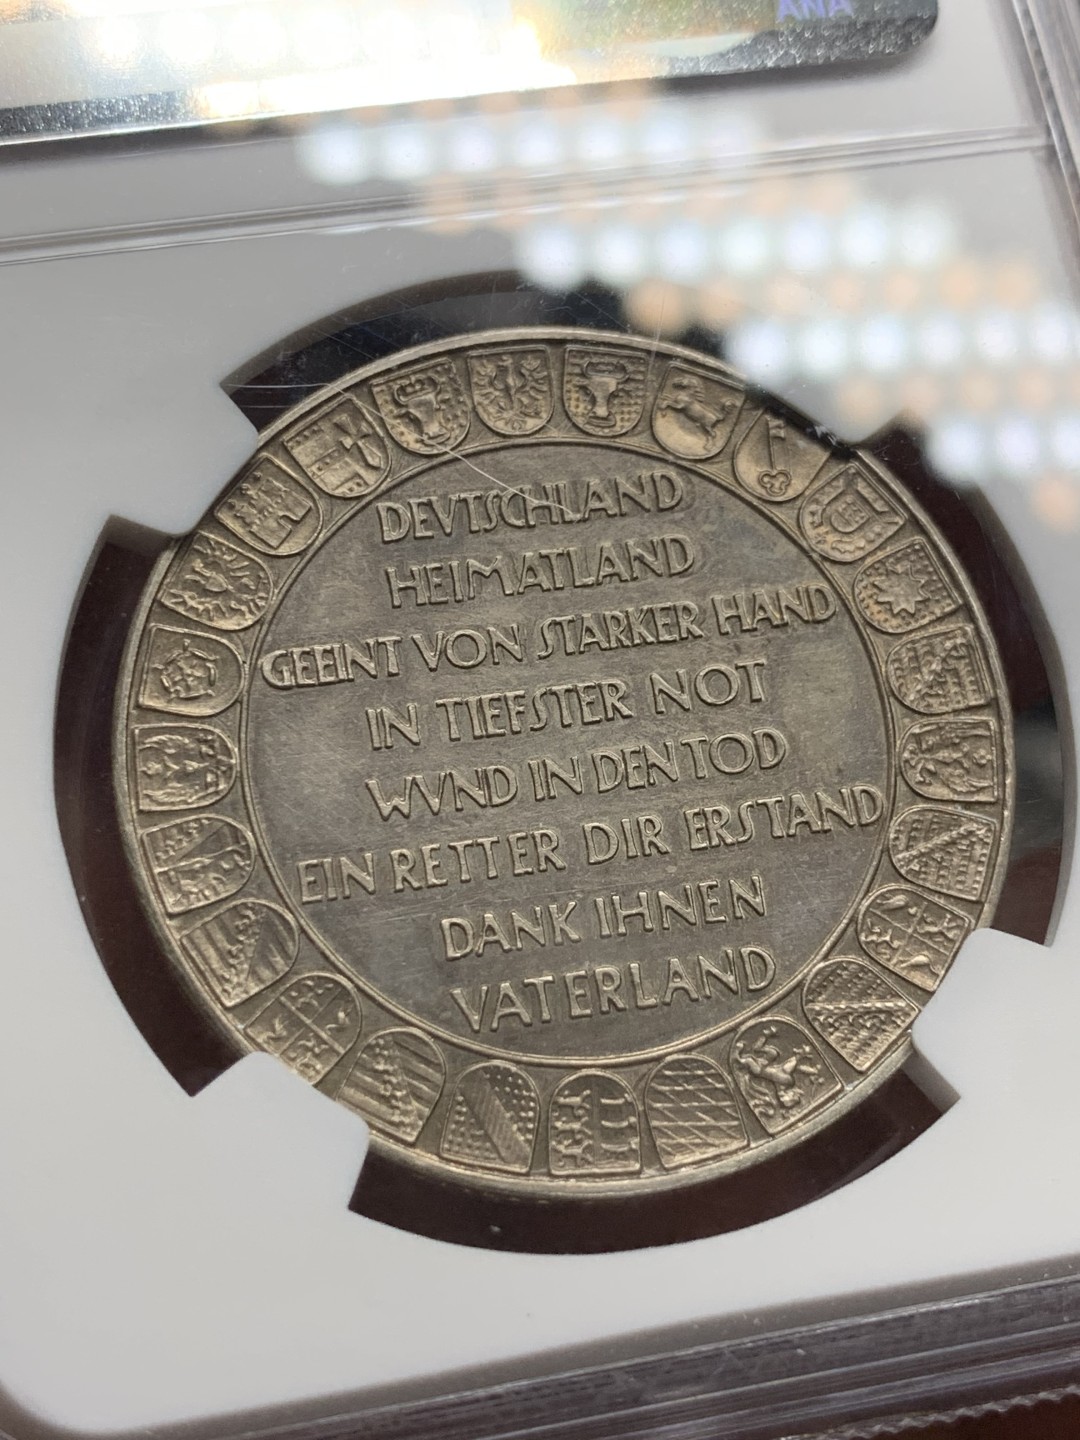 ANA
DEVTSCHLAND
HEIMATLAND
GEEINT VON STARKER HAND
IN TIEFSTER NOT
WVND IN DEN TOD
EIN RETTER DIR ERSTAND
DANK IHNEN
VATERLAND